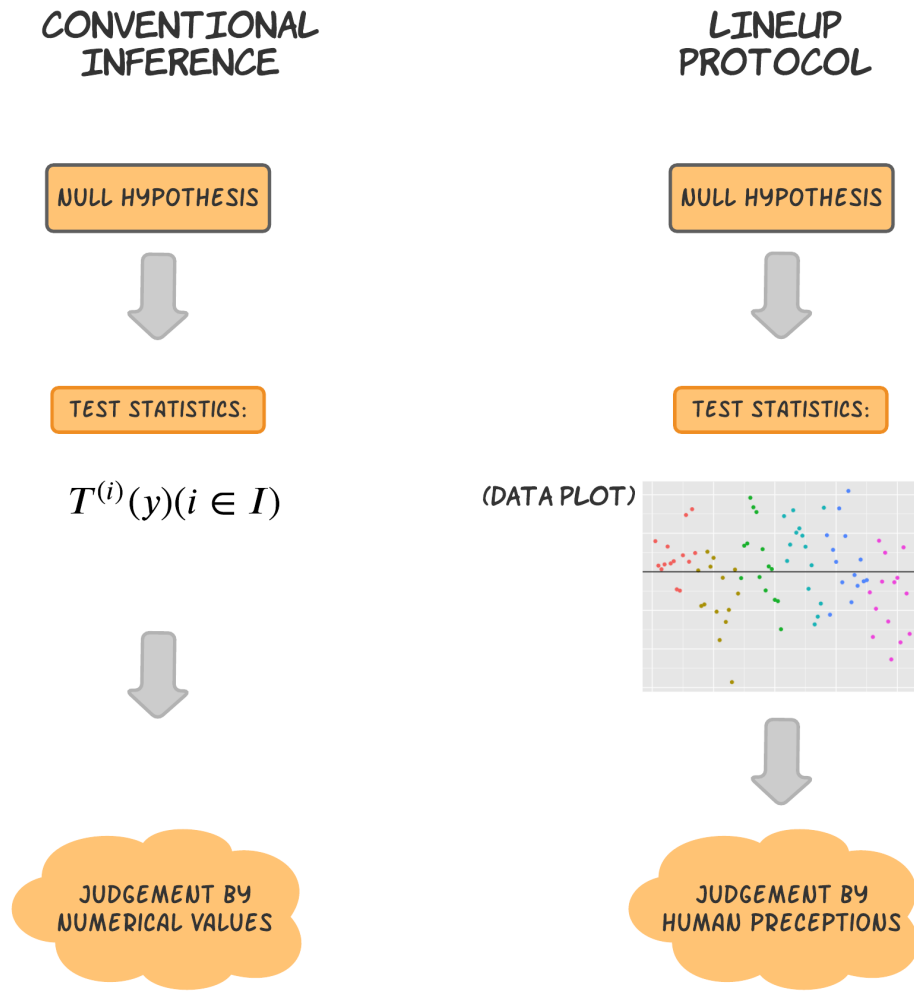 CONVENTIONAL
INFERENCE
NULL HYPOTHESIS
TEST STATISTICS:
T^{(i)}(y)(i ∈ I)
JUDGEMENT BY
NUMERICAL VALUES
LINEUP
PROTOCOL
NULL HYPOTHESIS
TEST STATISTICS:
(DATA PLOT)
JUDGEMENT BY
HUMAN PRECEPTIONS